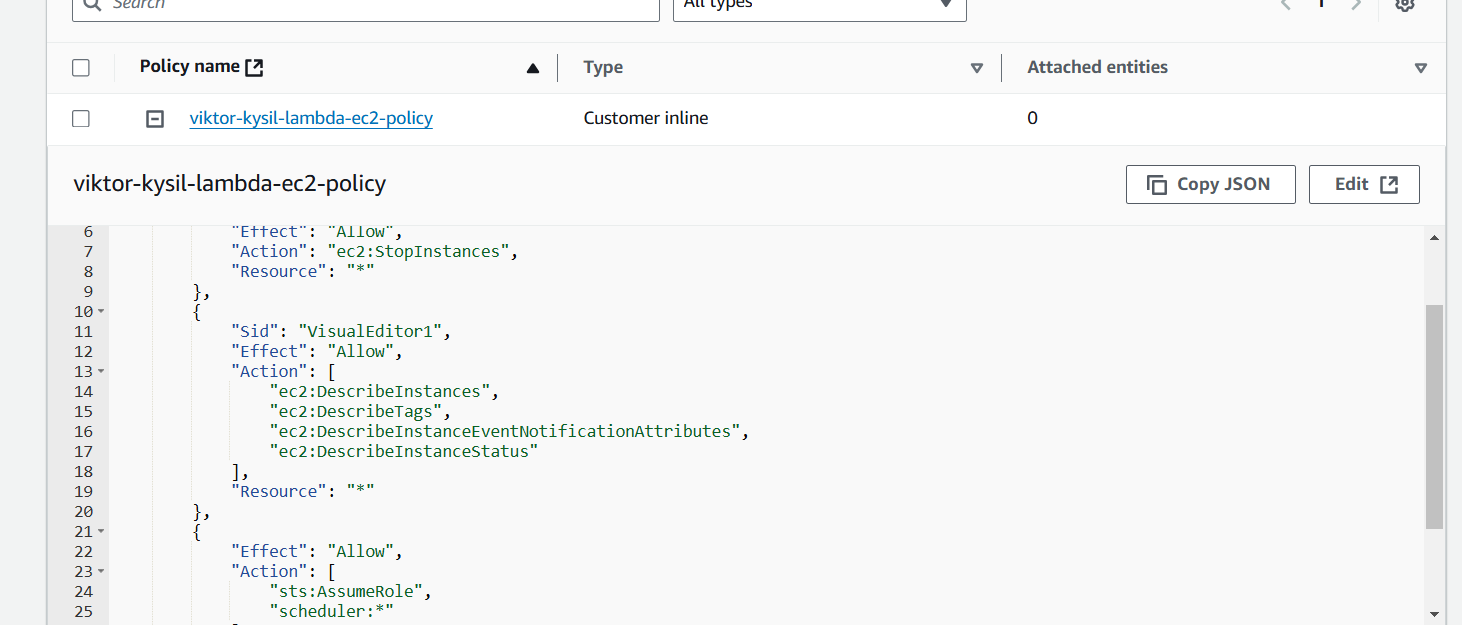 Search All types 1
Policy name Type Attached entities
viktor-kysil-lambda-ec2-policy Customer inline 0
viktor-kysil-lambda-ec2-policy Copy JSON Edit
6 "Effect": "Allow",
7 "Action": "ec2:StopInstances",
8 "Resource": "*"
9 },
10 {
11 "Sid": "VisualEditor1",
12 "Effect": "Allow",
13 "Action": [
14 "ec2:DescribeInstances",
15 "ec2:DescribeTags",
16 "ec2:DescribeInstanceEventNotificationAttributes",
17 "ec2:DescribeInstanceStatus"
18 ],
19 "Resource": "*"
20 },
21 {
22 "Effect": "Allow",
23 "Action": [
24 "sts:AssumeRole",
25 "scheduler:*"